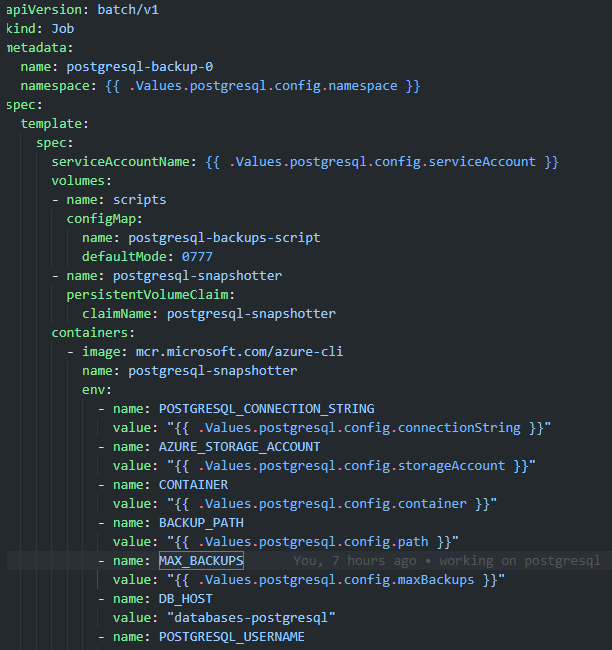 apiVersion: batch/v1
kind: Job
metadata:
  name: postgresql-backup-0
  namespace: {{ .Values.postgresql.config.namespace }}
spec:
  template:
    spec:
      serviceAccountName: {{ .Values.postgresql.config.serviceAccount }}
      volumes:
      - name: scripts
        configMap:
          name: postgresql-backups-script
          defaultMode: 0777
      - name: postgresql-snapshotter
        persistentVolumeClaim:
          claimName: postgresql-snapshotter
      containers:
        - image: mcr.microsoft.com/azure-cli
          name: postgresql-snapshotter
          env:
            - name: POSTGRESQL_CONNECTION_STRING
              value: "{{ .Values.postgresql.config.connectionString }}"
            - name: AZURE_STORAGE_ACCOUNT
              value: "{{ .Values.postgresql.config.storageAccount }}"
            - name: CONTAINER
              value: "{{ .Values.postgresql.config.container }}"
            - name: BACKUP_PATH
              value: "{{ .Values.postgresql.config.path }}"
            - name: MAX_BACKUPS You, 7 hours ago • working on postgresql
              value: "{{ .Values.postgresql.config.maxBackups }}"
            - name: DB_HOST
              value: "databases-postgresql"
            - name: POSTGRESQL_USERNAME